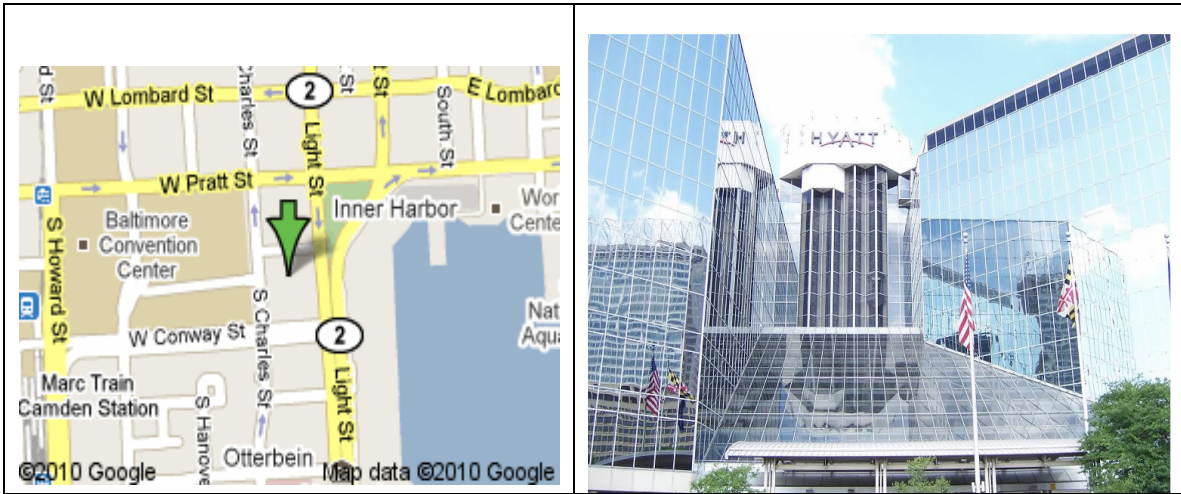 d St
Charles St
St
t St
W Lombard St
2
E Lombard
Light St
South St
W Pratt St
Inner Harbor
Wor
Cente
Baltimore
Convention
Center
S Howard St
S Charles St
W Conway St
2
Nat
Aqua
Marc Train
Camden Station
S Hanove
Light St
Otterbein
©2010 Google
Map data ©2010 Google
HYATT